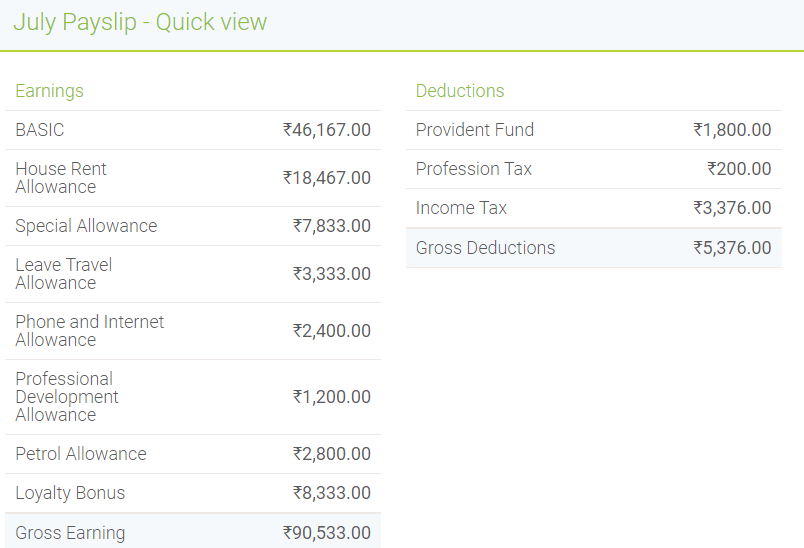 July Payslip - Quick view
Earnings
BASIC ₹46,167.00
House Rent
Allowance ₹18,467.00
Special Allowance ₹7,833.00
Leave Travel
Allowance ₹3,333.00
Phone and Internet
Allowance ₹2,400.00
Professional
Development
Allowance ₹1,200.00
Petrol Allowance ₹2,800.00
Loyalty Bonus ₹8,333.00
Gross Earning ₹90,533.00
Deductions
Provident Fund ₹1,800.00
Profession Tax ₹200.00
Income Tax ₹3,376.00
Gross Deductions ₹5,376.00